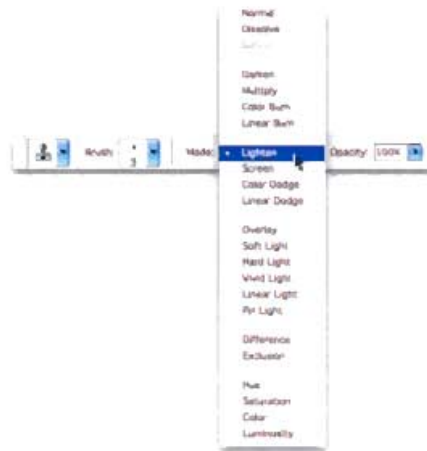 Normal
Dissolve
Darken
Multiply
Color Burn
Linear Burn
Brush: 3 Mode: • Lighten Opacity: 100%
Screen
Color Dodge
Linear Dodge
Overlay
Soft Light
Hard Light
Vivid Light
Linear Light
Pin Light
Difference
Exclusion
Hue
Saturation
Color
Luminosity